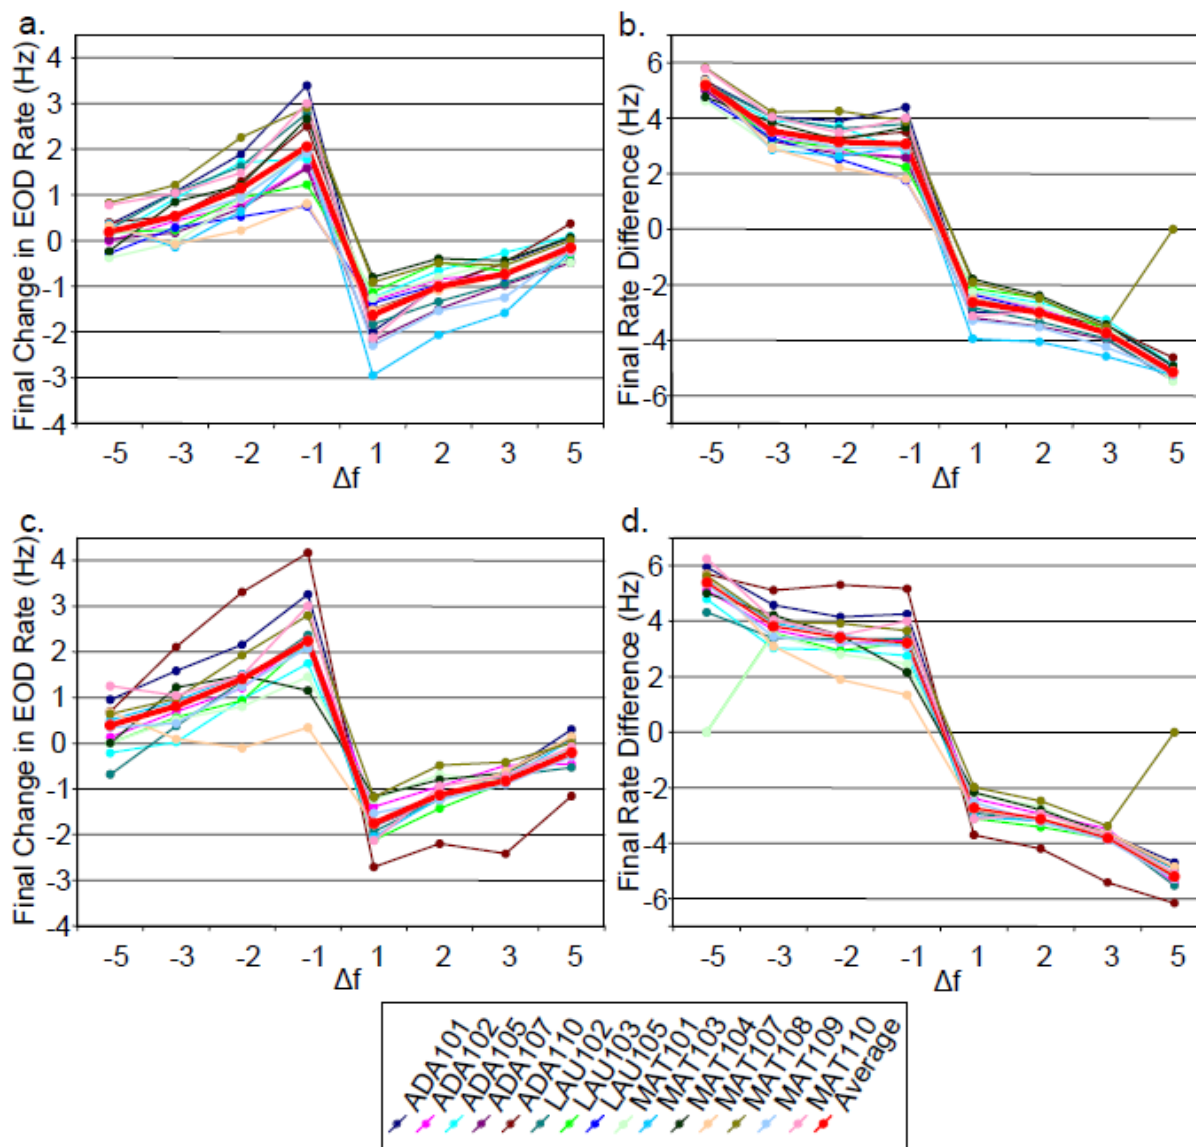 a.
Final Change in EOD Rate (Hz)
4
3
2
1
0
-1
-2
-3
-4
-5 -3 -2 -1 1 2 3 5
Δf
b.
Final Rate Difference (Hz)
6
4
2
0
-2
-4
-6
-5 -3 -2 -1 1 2 3 5
Δf
c.
Final Change in EOD Rate (Hz)
4
3
2
1
0
-1
-2
-3
-4
-5 -3 -2 -1 1 2 3 5
Δf
d.
Final Rate Difference (Hz)
6
4
2
0
-2
-4
-6
-5 -3 -2 -1 1 2 3 5
Δf
ADA101
ADA102
ADA105
ADA107
ADA110
LAU102
LAU103
LAU105
MAT101
MAT103
MAT104
MAT107
MAT108
MAT109
MAT110
Average